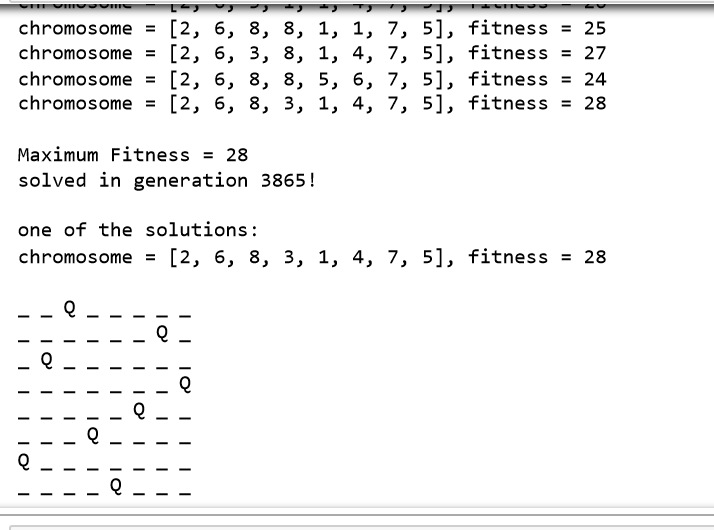 chromosome = [2, 6, 8, 8, 1, 1, 7, 5], fitness = 25
chromosome = [2, 6, 3, 8, 1, 4, 7, 5], fitness = 27
chromosome = [2, 6, 8, 8, 5, 6, 7, 5], fitness = 24
chromosome = [2, 6, 8, 3, 1, 4, 7, 5], fitness = 28
Maximum Fitness = 28
solved in generation 3865!
one of the solutions:
chromosome = [2, 6, 8, 3, 1, 4, 7, 5], fitness = 28
_ _ Q _ _ _ _ _
_ _ _ _ _ _ Q _
_ Q _ _ _ _ _ _
_ _ _ _ _ _ _ Q
_ _ _ _ _ Q _ _
_ _ _ Q _ _ _ _
Q _ _ _ _ _ _ _
_ _ _ _ Q _ _ _